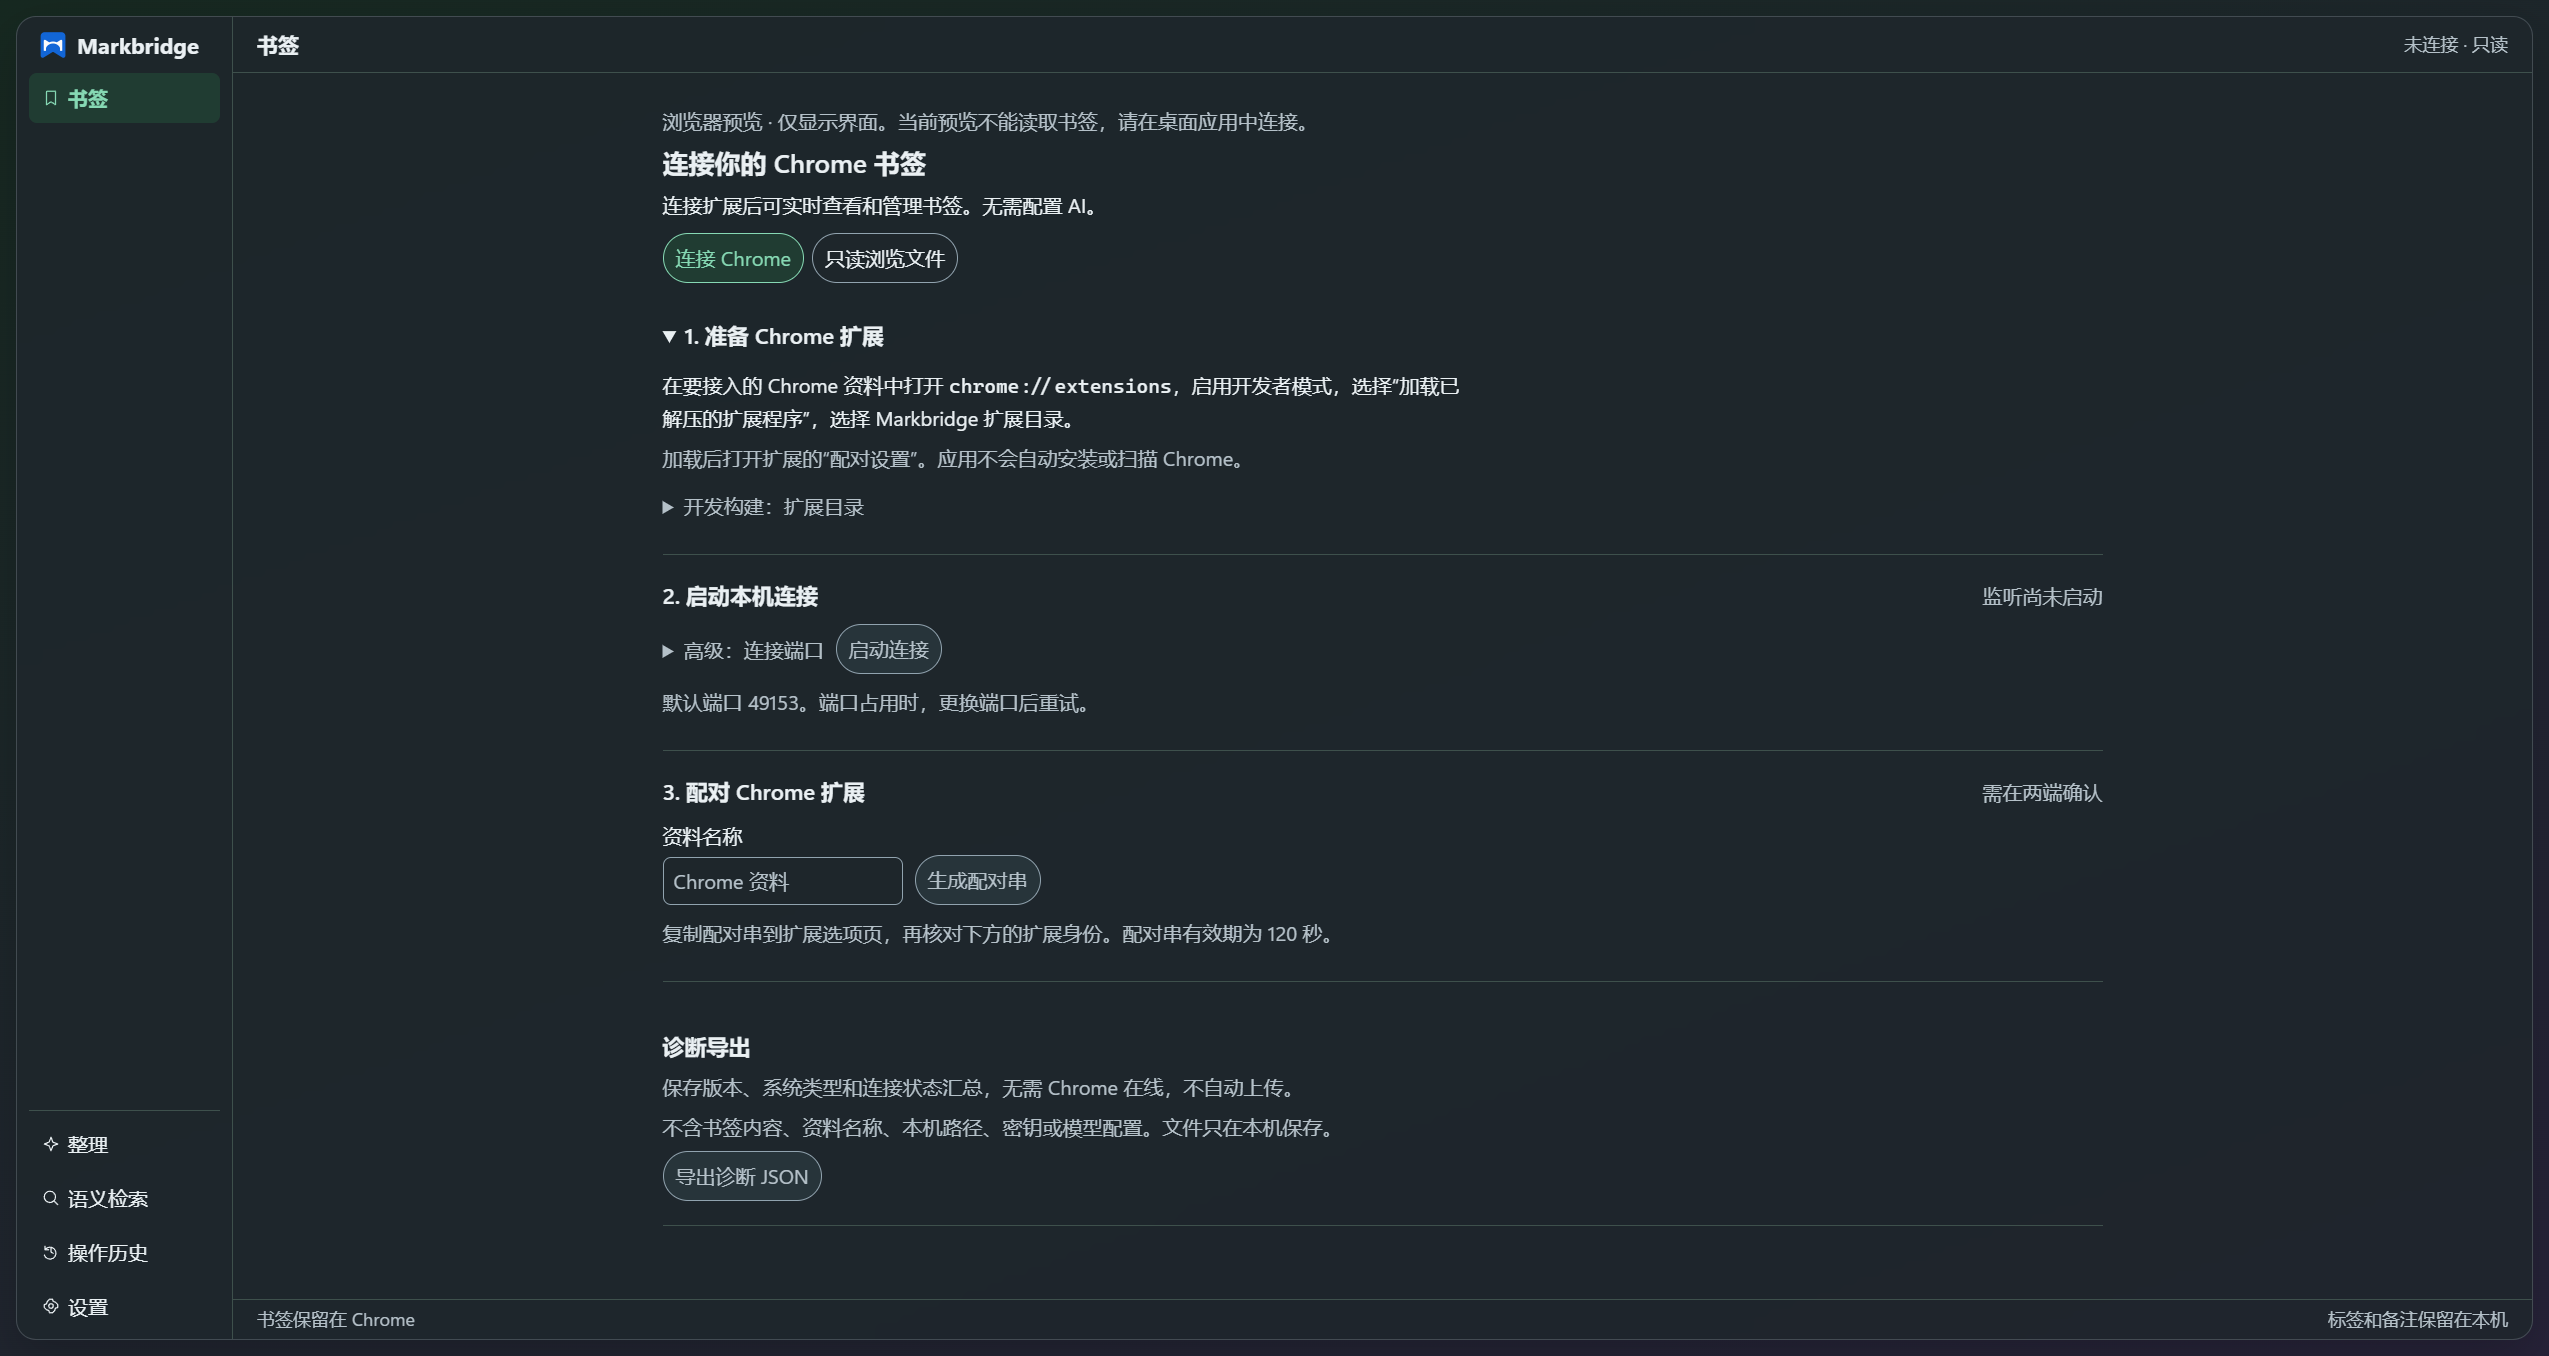 Markbridge
书签
未连接 · 只读
书签
浏览器预览 · 仅显示界面。当前预览不能读取书签，请在桌面应用中连接。
连接你的 Chrome 书签
连接扩展后可实时查看和管理书签。无需配置 AI。
连接 Chrome
只读浏览文件
1. 准备 Chrome 扩展
在要接入的 Chrome 资料中打开 chrome://extensions，启用开发者模式，选择”加载已
解压的扩展程序”，选择 Markbridge 扩展目录。
加载后打开扩展的“配对设置”。应用不会自动安装或扫描 Chrome。
开发构建：扩展目录
2. 启动本机连接
监听尚未启动
高级：连接端口
启动连接
默认端口 49153。端口占用时，更换端口后重试。
3. 配对 Chrome 扩展
需在两端确认
资料名称
Chrome 资料
生成配对串
复制配对串到扩展选项页，再核对下方的扩展身份。配对串有效期为 120 秒。
诊断导出
保存版本、系统类型和连接状态汇总，无需 Chrome 在线，不自动上传。
不含书签内容、资料名称、本机路径、密钥或模型配置。文件只在本机保存。
导出诊断 JSON
整理
语义检索
操作历史
设置
书签保留在 Chrome
标签和备注保留在本机